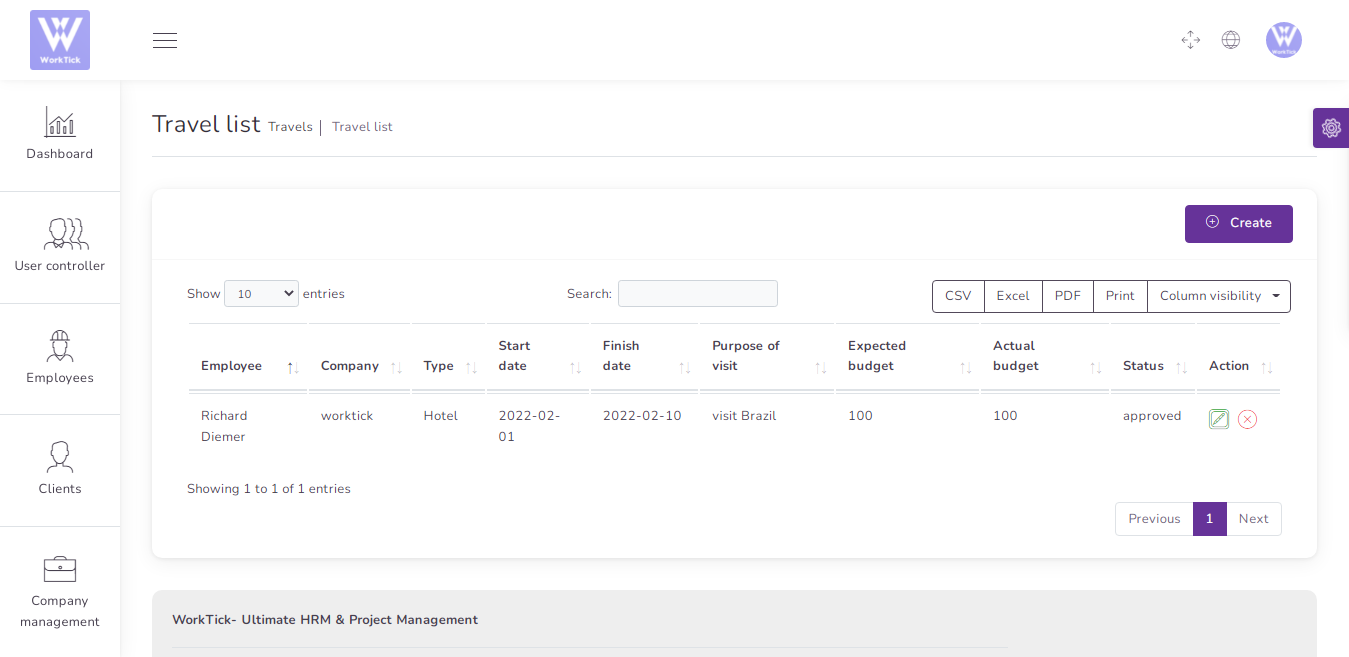 WorkTick
WorkTick
Travel list Travels | Travel list
Dashboard
User controller
Employees
Clients
Company
management
Create
Show 10 entries
Search:
CSV Excel PDF Print Column visibility
Employee Company Type Start date Finish date Purpose of visit Expected budget Actual budget Status Action
Richard Diemer worktick Hotel 2022-02-01 2022-02-10 visit Brazil 100 100 approved
Showing 1 to 1 of 1 entries
Previous 1 Next
WorkTick- Ultimate HRM & Project Management